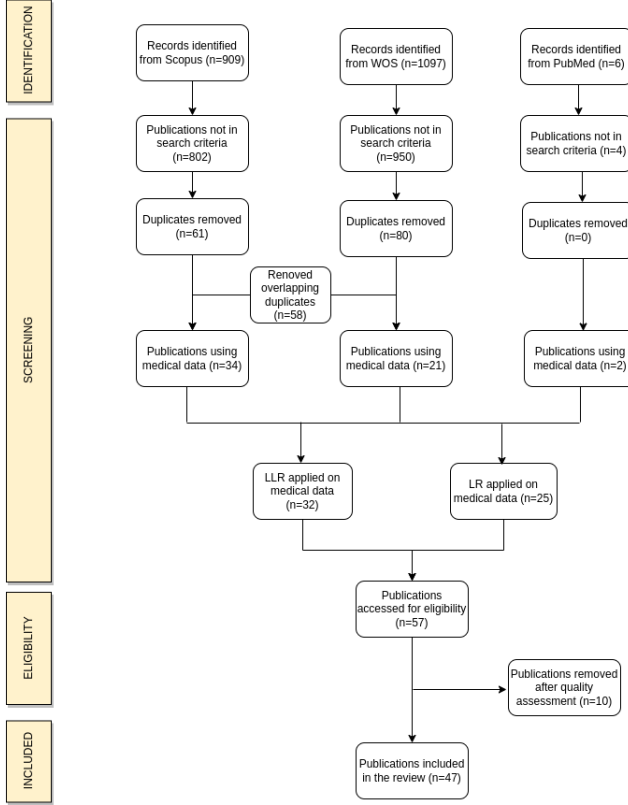 IDENTIFICATION
Records identified
from Scopus (n=909)
Records identified
from WOS (n=1097)
Records identified
from PubMed (n=6)
SCREENING
Publications not in
search criteria
(n=802)
Publications not in
search criteria
(n=950)
Publications not in
search criteria (n=4)
Duplicates removed
(n=61)
Duplicates removed
(n=80)
Duplicates removed
(n=0)
Renoved
overlapping
duplicates
(n=58)
Publications using
medical data (n=34)
Publications using
medical data (n=21)
Publications using
medical data (n=2)
LLR applied on
medical data
(n=32)
LR applied on
medical data (n=25)
Publications
accessed for eligibility
(n=57)
ELIGIBILITY
Publications removed
after quality
assessment (n=10)
INCLUDED
Publications included
in the review (n=47)